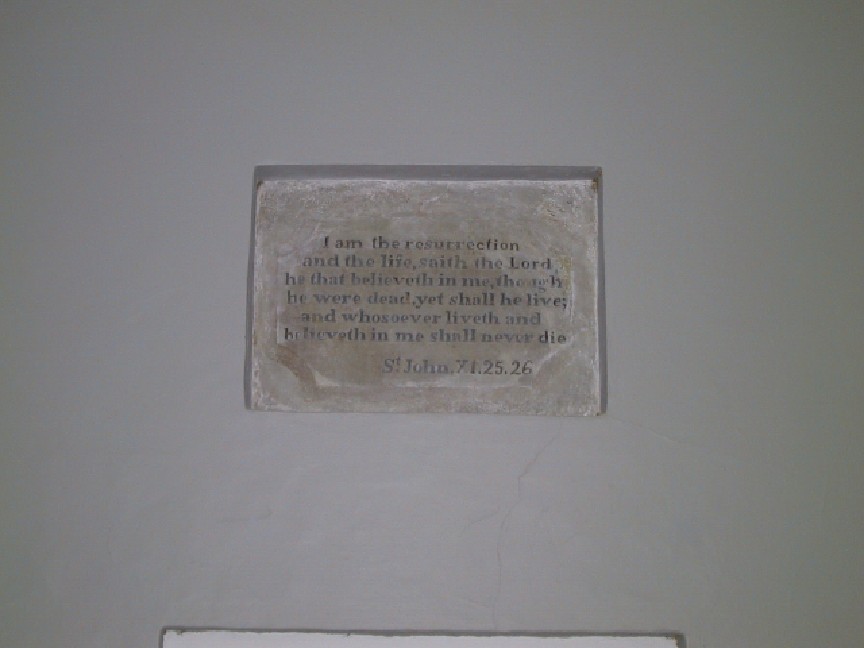 I am the resurrection
and the life, saith the Lord,
he that believeth in me, though
he were dead, yet shall he live;
and whosoever liveth and
believeth in me shall never die
St John. XI. 25. 26